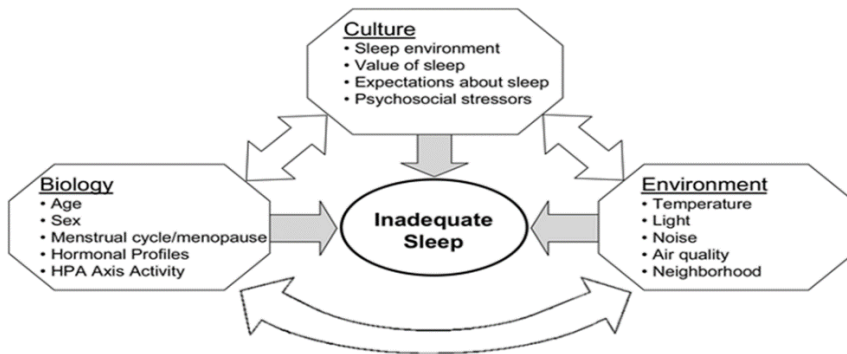 Culture
• Sleep environment
• Value of sleep
• Expectations about sleep
• Psychosocial stressors
Biology
• Age
• Sex
• Menstrual cycle/menopause
• Hormonal Profiles
• HPA Axis Activity
Inadequate
Sleep
Environment
• Temperature
• Light
• Noise
• Air quality
• Neighborhood